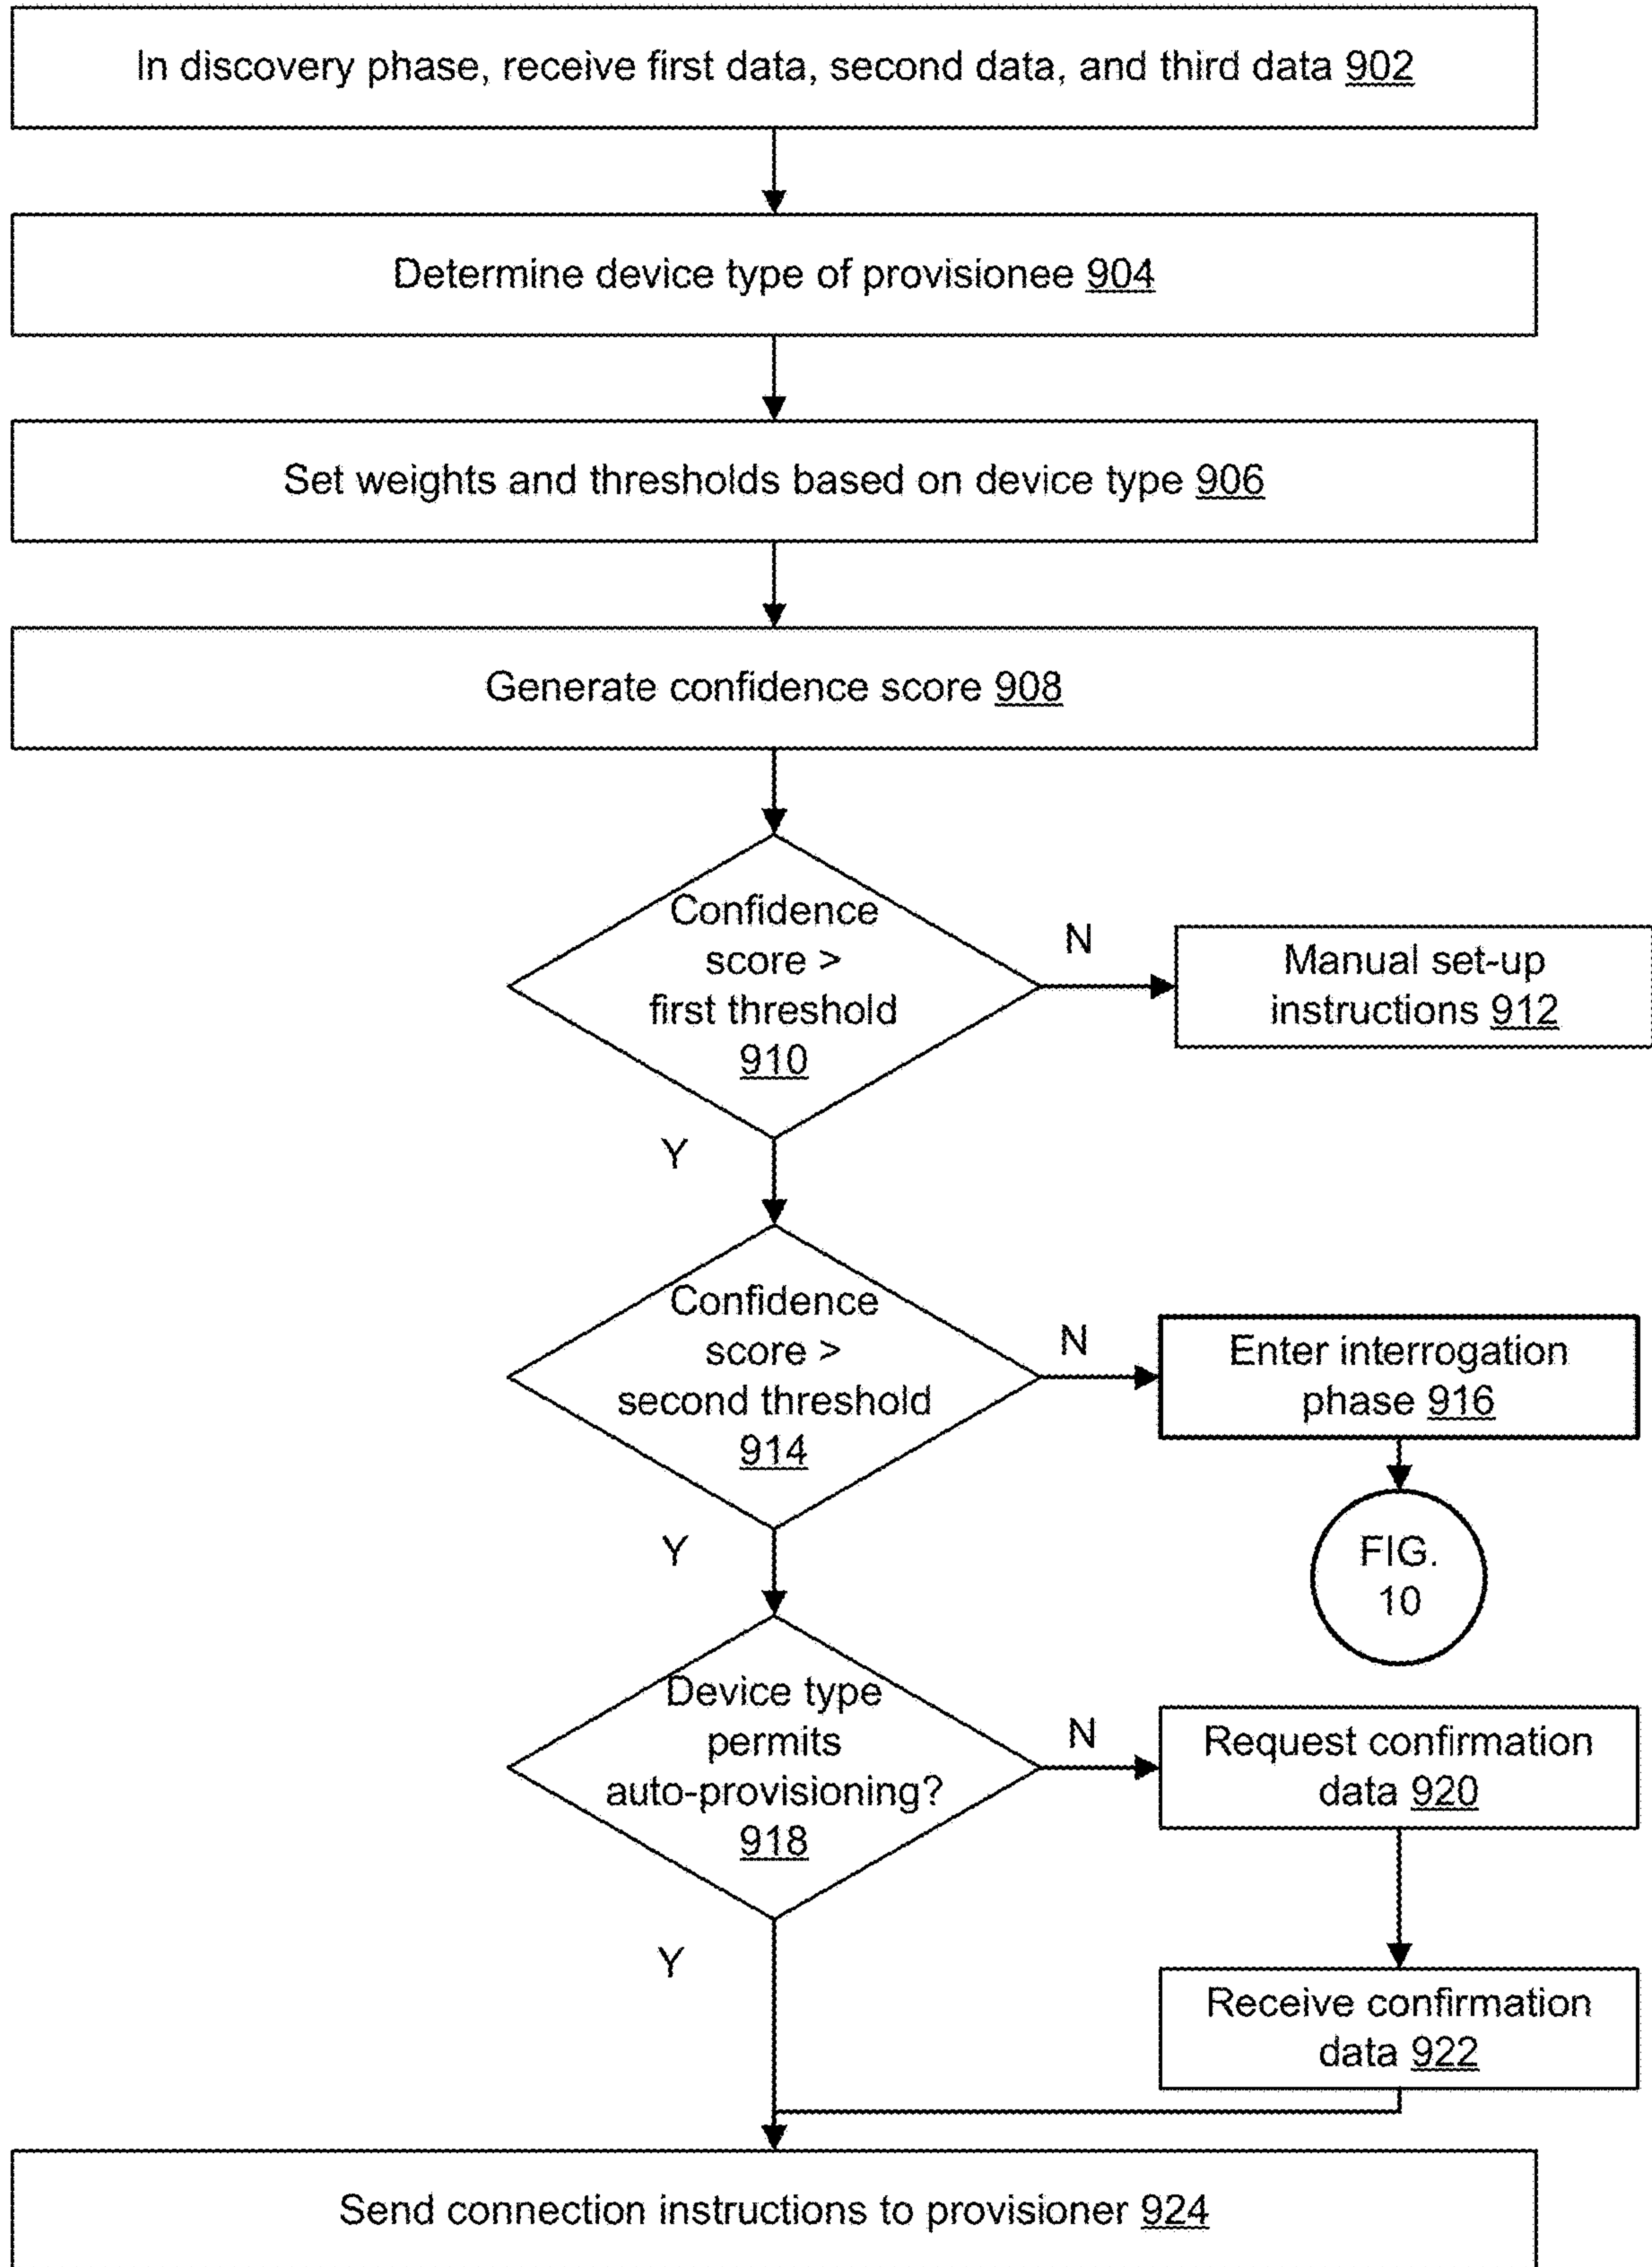 In discovery phase, receive first data, second data, and third data 902
Determine device type of provisionee 904
Set weights and thresholds based on device type 906
Generate confidence score 908
Confidence
score >
first threshold
910
N
Manual set-up
instructions 912
Y
Confidence
score >
second threshold
914
N
Enter interrogation
phase 916
FIG.
10
Y
Device type
permits
auto-provisioning?
918
N
Request confirmation
data 920
Receive confirmation
data 922
Y
Send connection instructions to provisioner 924